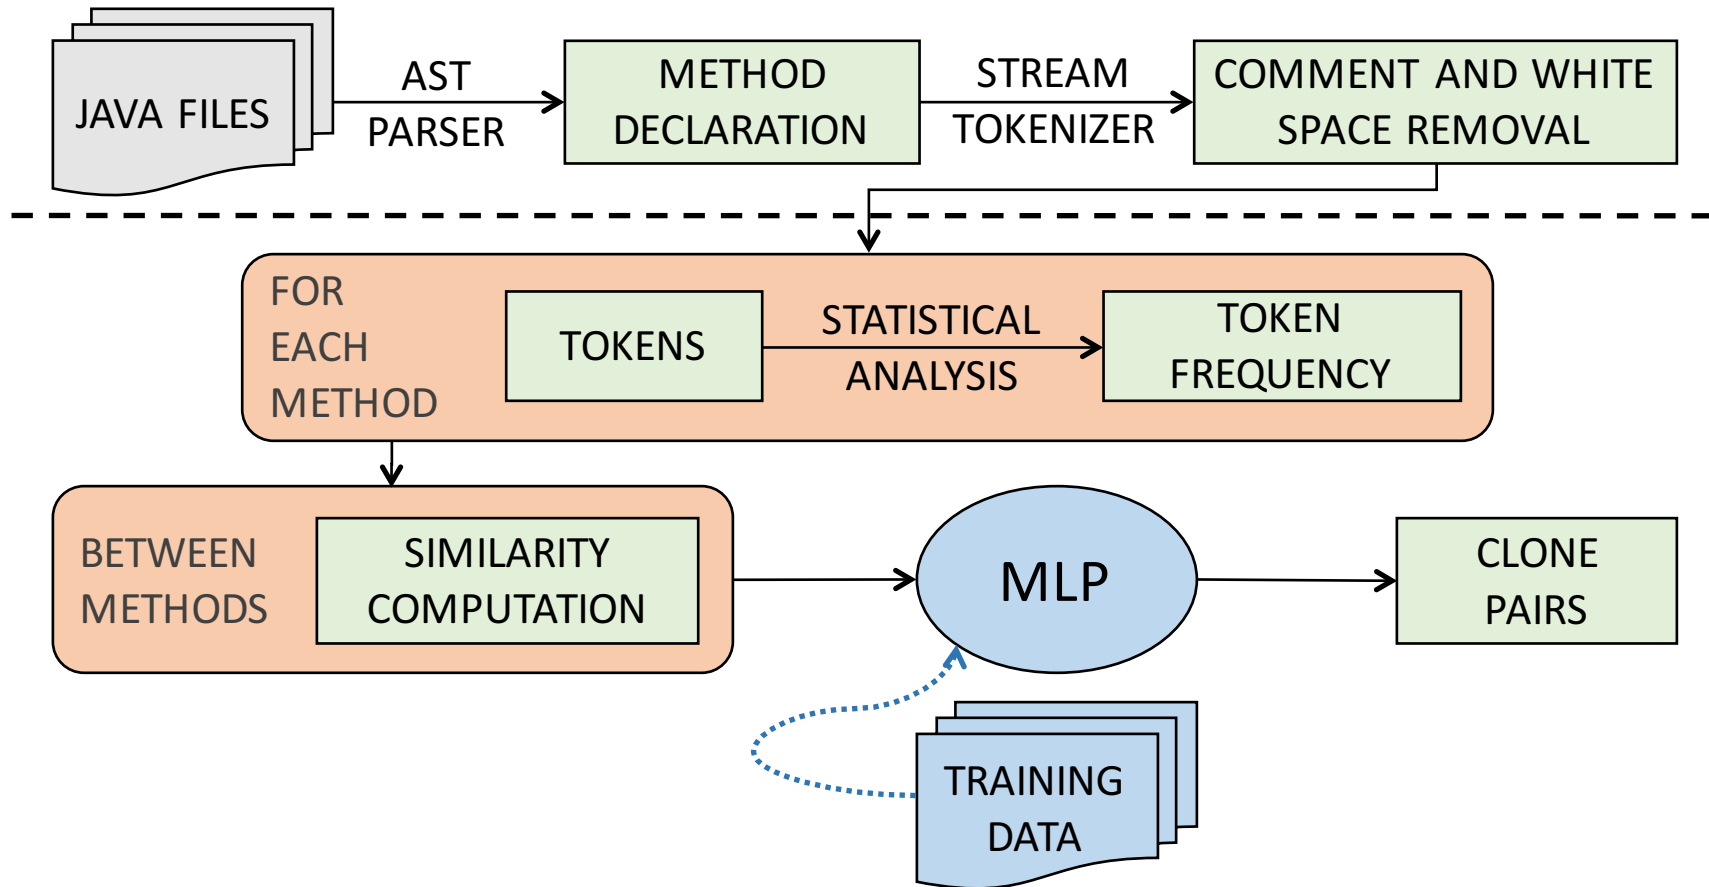 JAVA FILES
AST
PARSER
METHOD
DECLARATION
STREAM
TOKENIZER
COMMENT AND WHITE
SPACE REMOVAL
FOR
EACH
METHOD
TOKENS
STATISTICAL
ANALYSIS
TOKEN
FREQUENCY
BETWEEN
METHODS
SIMILARITY
COMPUTATION
MLP
CLONE
PAIRS
TRAINING
DATA